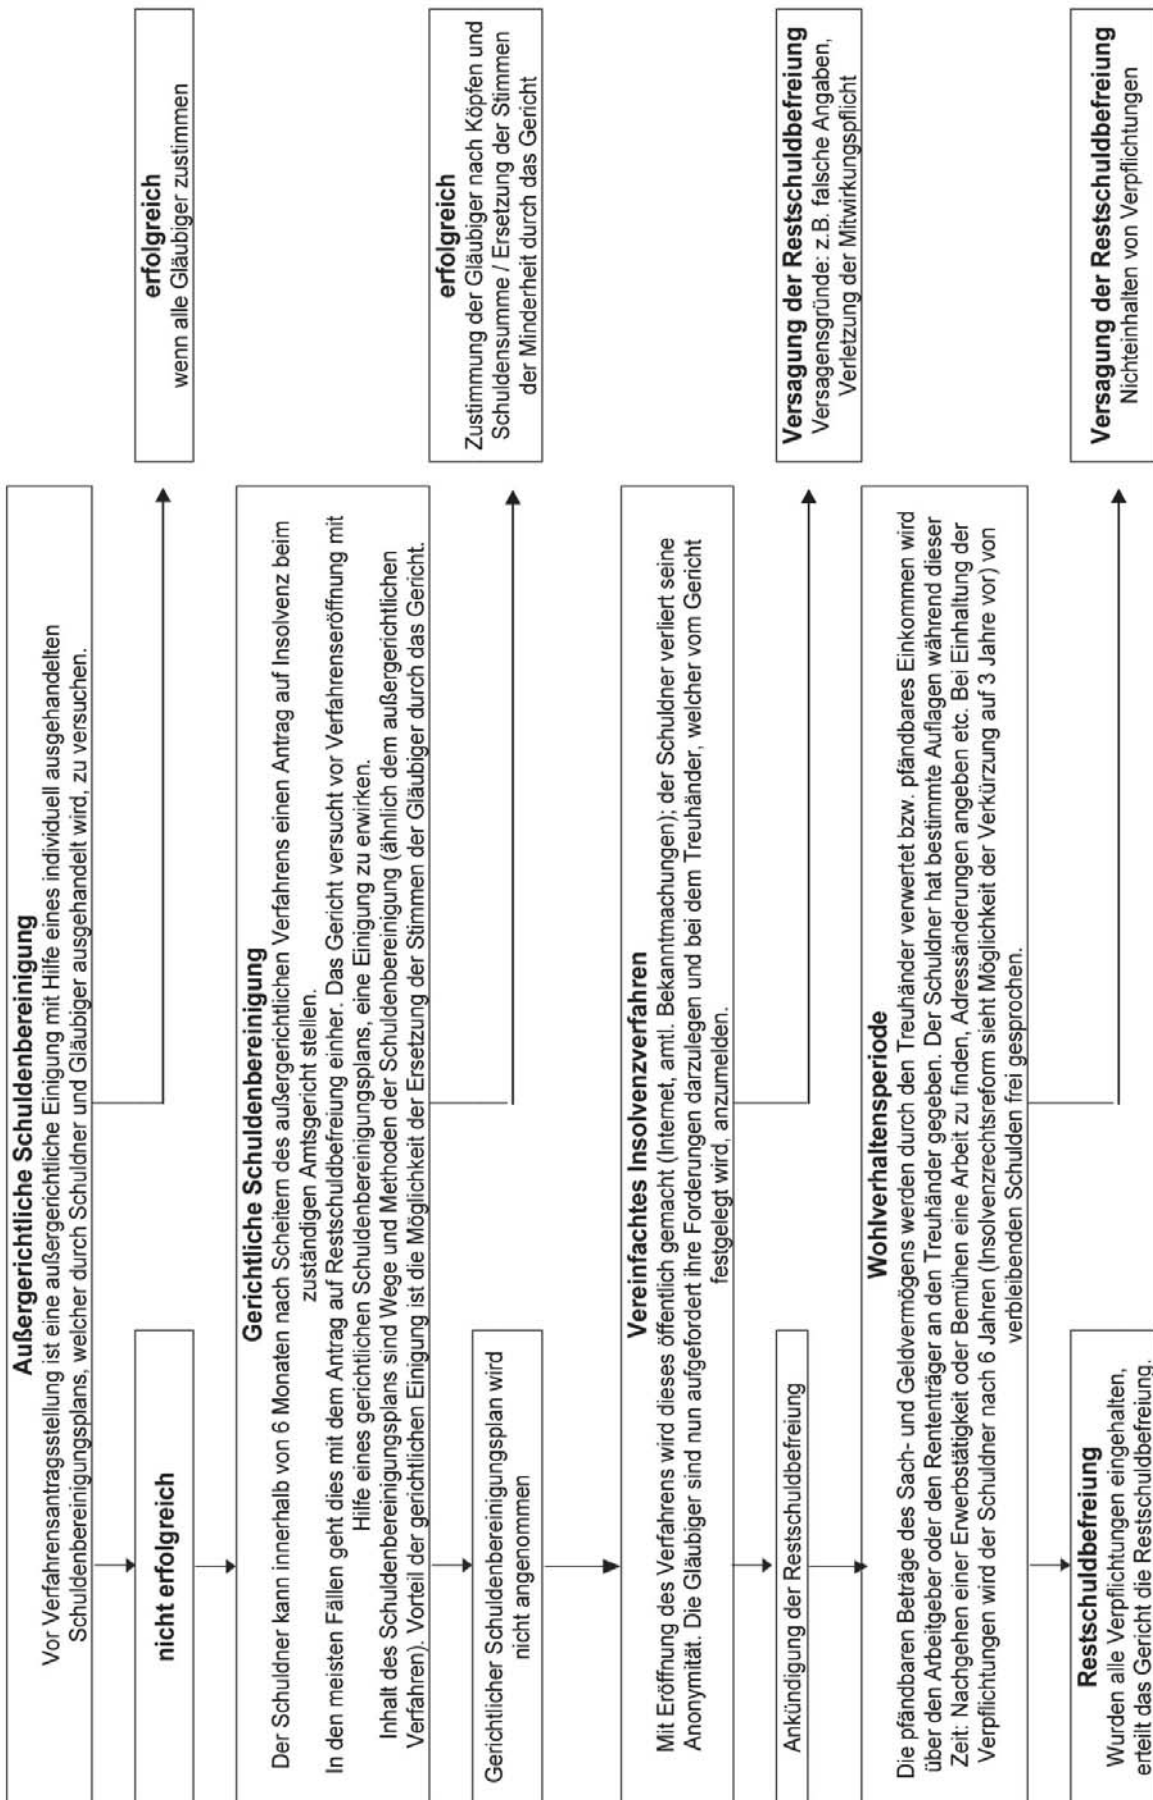 Außergerichtliche Schuldenbereinigung
Vor Verfahrensantragsstellung ist eine außergerichtliche Einigung mit Hilfe eines individuell ausgehandelten
Schuldenbereinigungsplans, welcher durch Schuldner und Gläubiger ausgehandelt wird, zu versuchen.
nicht erfolgreich
erfolgreich
wenn alle Gläubiger zustimmen
Gerichtliche Schuldenbereinigung
Der Schuldner kann innerhalb von 6 Monaten nach Scheitern des außergerichtlichen Verfahrens einen Antrag auf Insolvenz beim
zuständigen Amtsgericht stellen.
In den meisten Fällen geht dies mit dem Antrag auf Restschuldbefreiung einher. Das Gericht versucht vor Verfahrenseröffnung mit
Hilfe eines gerichtlichen Schuldenbereinigungsplans, eine Einigung zu erwirken.
Inhalt des Schuldenbereinigungsplans sind Wege und Methoden der Schuldenbereinigung (ähnlich dem außergerichtlichen
Verfahren). Vorteil der gerichtlichen Einigung ist die Möglichkeit der Ersetzung der Stimmen der Gläubiger durch das Gericht.
Gerichtlicher Schuldenbereinigungsplan wird
nicht angenommen
erfolgreich
Zustimmung der Gläubiger nach Köpfen und
Schuldensumme / Ersetzung der Stimmen
der Minderheit durch das Gericht
Vereinfachtes Insolvenzverfahren
Mit Eröffnung des Verfahrens wird dieses öffentlich gemacht (Internet, amtl. Bekanntmachungen); der Schuldner verliert seine
Anonymität. Die Gläubiger sind nun aufgefordert ihre Forderungen darzulegen und bei dem Treuhänder, welcher vom Gericht
festgelegt wird, anzumelden.
Ankündigung der Restschuldbefreiung
Versagung der Restschuldbefreiung
Versagensgründe: z.B. falsche Angaben,
Verletzung der Mitwirkungspflicht
Wohlverhaltensperiode
Die pfändbaren Beträge des Sach- und Geldvermögens werden durch den Treuhänder verwertet bzw. pfändbares Einkommen wird
über den Arbeitgeber oder den Rententräger an den Treuhänder gegeben. Der Schuldner hat bestimmte Auflagen während dieser
Zeit: Nachgehen einer Erwerbstätigkeit oder Bemühen eine Arbeit zu finden, Adressänderungen angeben etc. Bei Einhaltung der
Verpflichtungen wird der Schuldner nach 6 Jahren (Insolvenzrechtsreform sieht Möglichkeit der Verkürzung auf 3 Jahre vor) von
verbleibenden Schulden frei gesprochen.
Restschuldbefreiung
Wurden alle Verpflichtungen eingehalten,
erteilt das Gericht die Restschuldbefreiung.
Versagung der Restschuldbefreiung
Nichteinhalten von Verpflichtungen